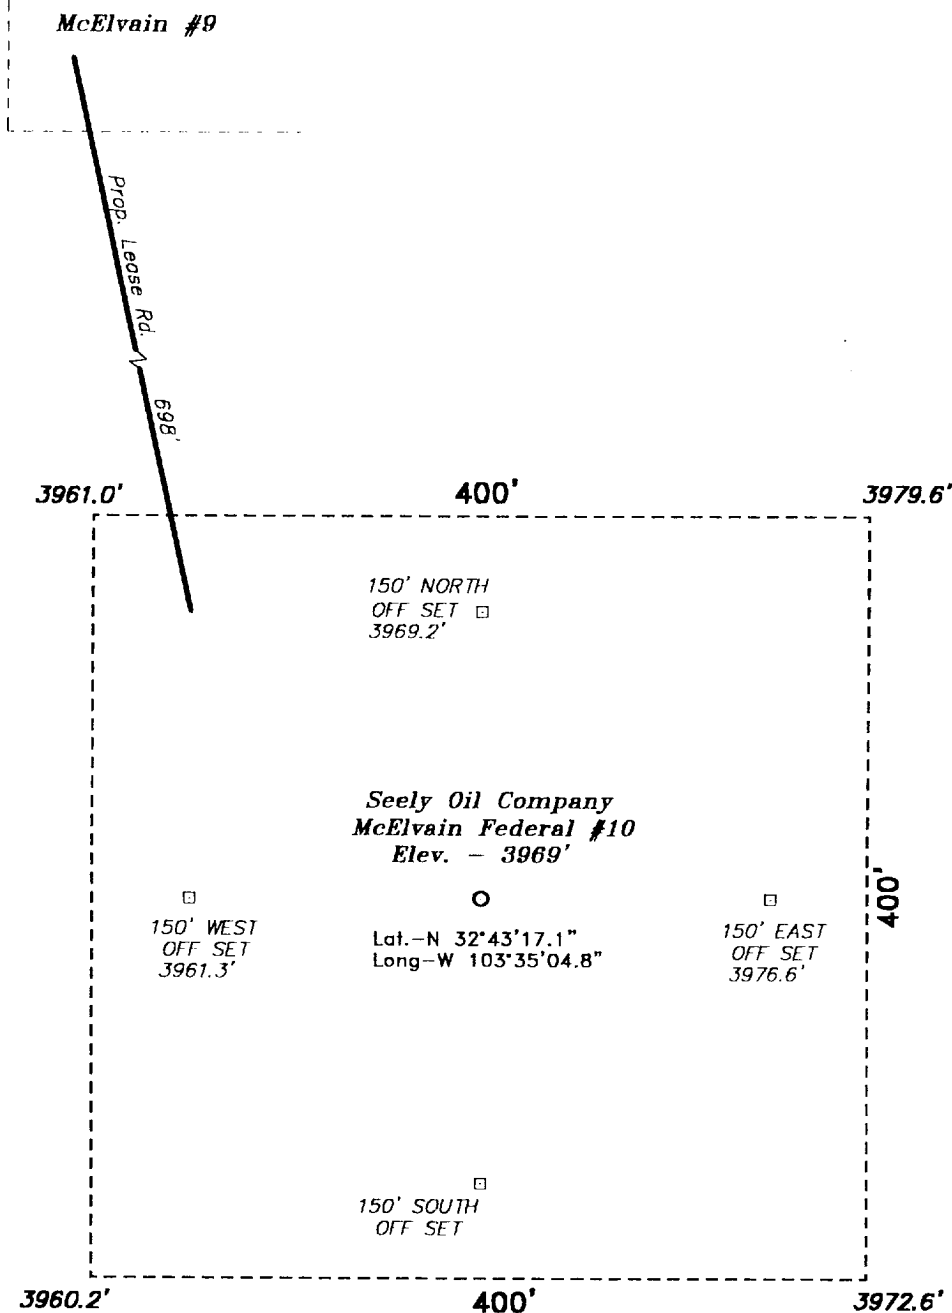 McElvain #9
Prop. Lease Rd.
698'
3961.0'
400'
3979.6'
150' NORTH
OFF SET
3969.2'
Seely Oil Company
McElvain Federal #10
Elev. – 3969'
150' WEST
OFF SET
3961.3'
Lat.–N 32°43'17.1"
Long–W 103°35'04.8"
150' EAST
OFF SET
3976.6'
400'
150' SOUTH
OFF SET
3960.2'
400'
3972.6'